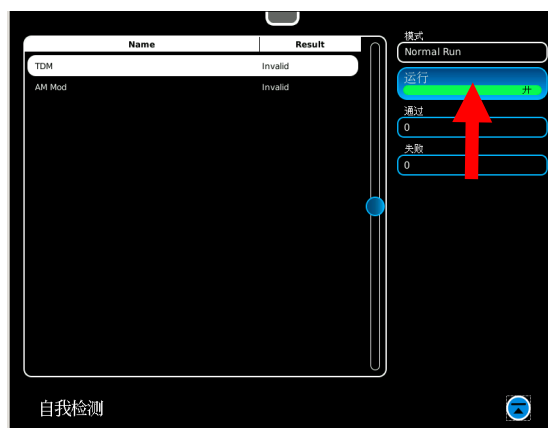 Name Result
TDM Invalid
AM Mod Invalid
模式
Normal Run
运行
开
通过
0
失败
0
自我检测